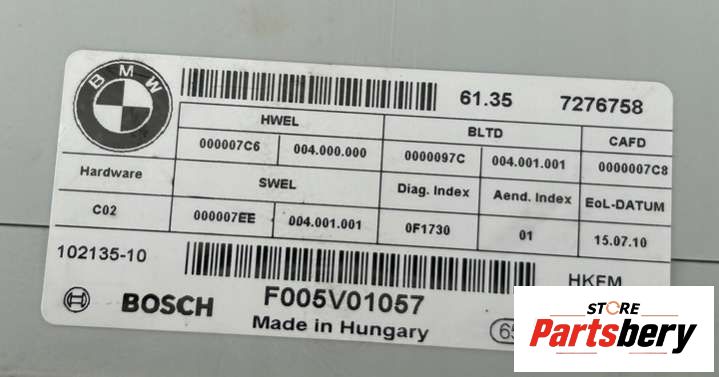 BMW
61.35 7276758
HWEL BLTD CAFD
000007C6 004.000.000 0000097C 004.001.001 0000007C8
Hardware SWEL Diag. Index Aend. Index EoL-DATUM
C02 000007EE 004.001.001 0F1730 01 15.07.10
102135-10 HKFM
BOSCH F005V01057
Made in Hungary
STORE
Partsbery